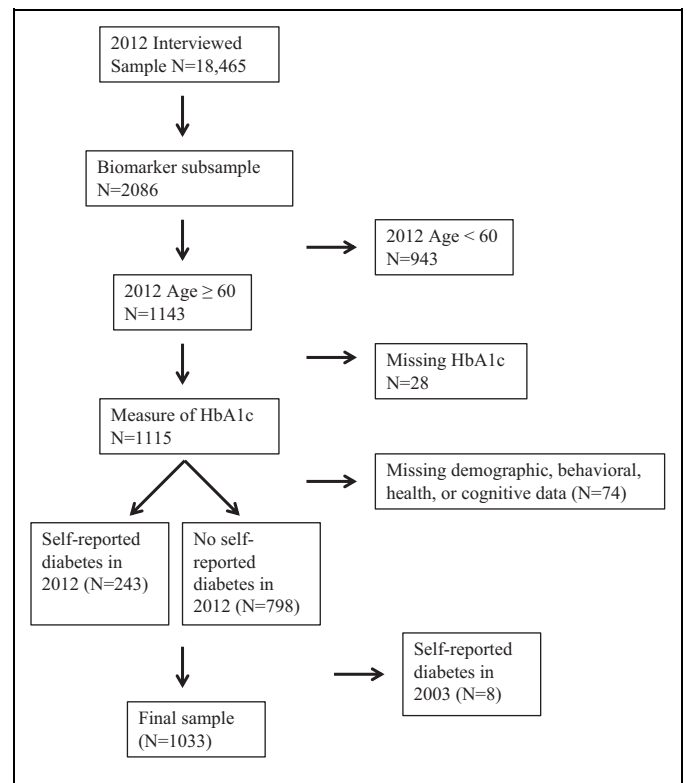 2012 Interviewed
Sample N=18,465
Biomarker subsample
N=2086
2012 Age < 60
N=943
2012 Age ≥ 60
N=1143
Missing HbA1c
N=28
Measure of HbA1c
N=1115
Missing demographic, behavioral,
health, or cognitive data (N=74)
Self-reported
diabetes in
2012 (N=243)
No self-
reported
diabetes in
2012 (N=798)
Self-reported
diabetes in
2003 (N=8)
Final sample
(N=1033)